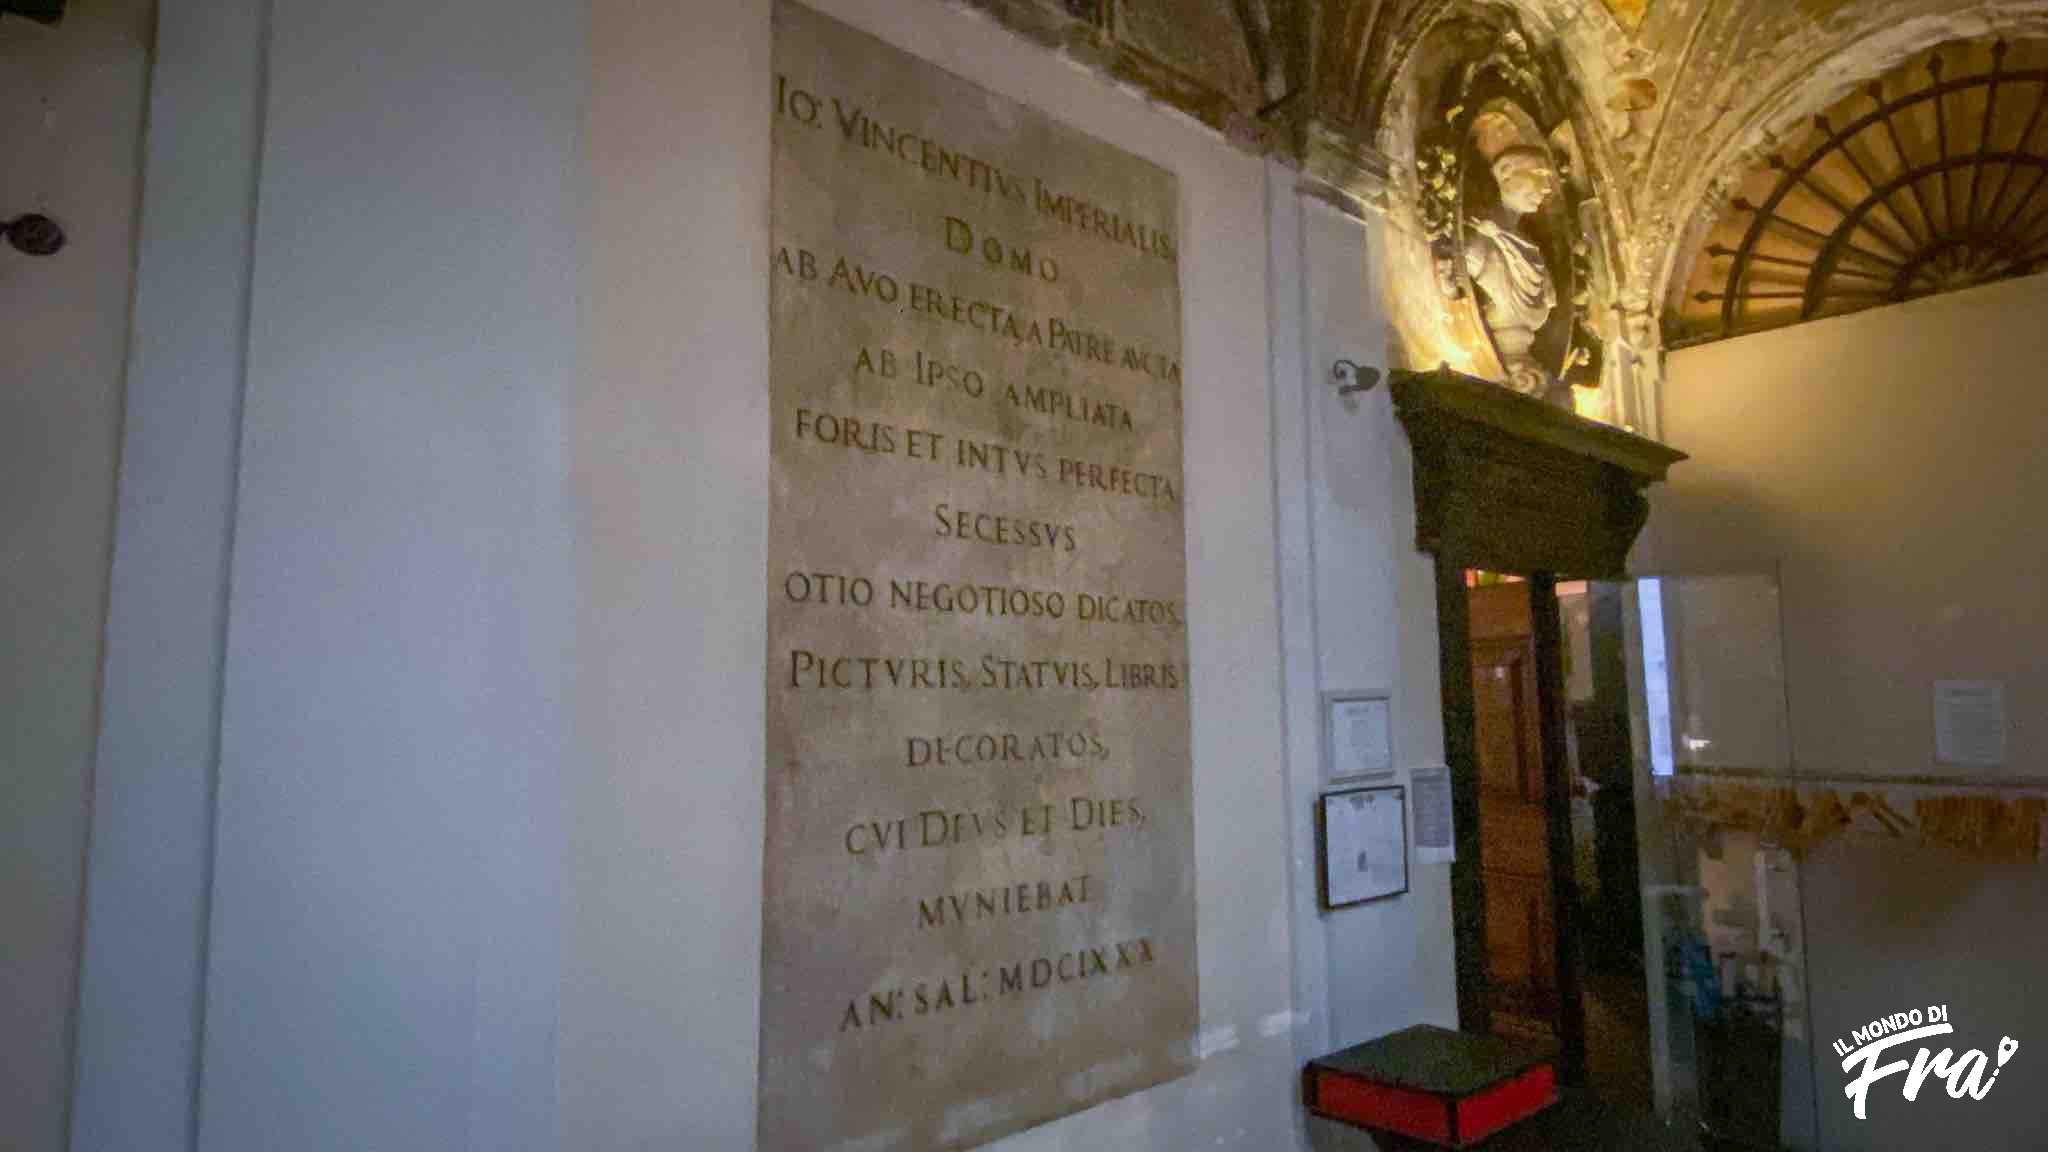 IO: VINCENTIVS IMPERIALIS,
DOMO
AB AVO ERECTA, A PATRE AVCTA
AB IPSO AMPLIATA
FORIS ET INTVS PERFECTA
SECESSVS
OTIO NEGOTIOSO DICATOS,
PICTVRIS, STATVIS, LIBRIS
DECORATOS,
CVI DEVS ET DIES,
MVNIEBAT
AN: SAL: MDCIXXX
IL MONDO DI
Fra!